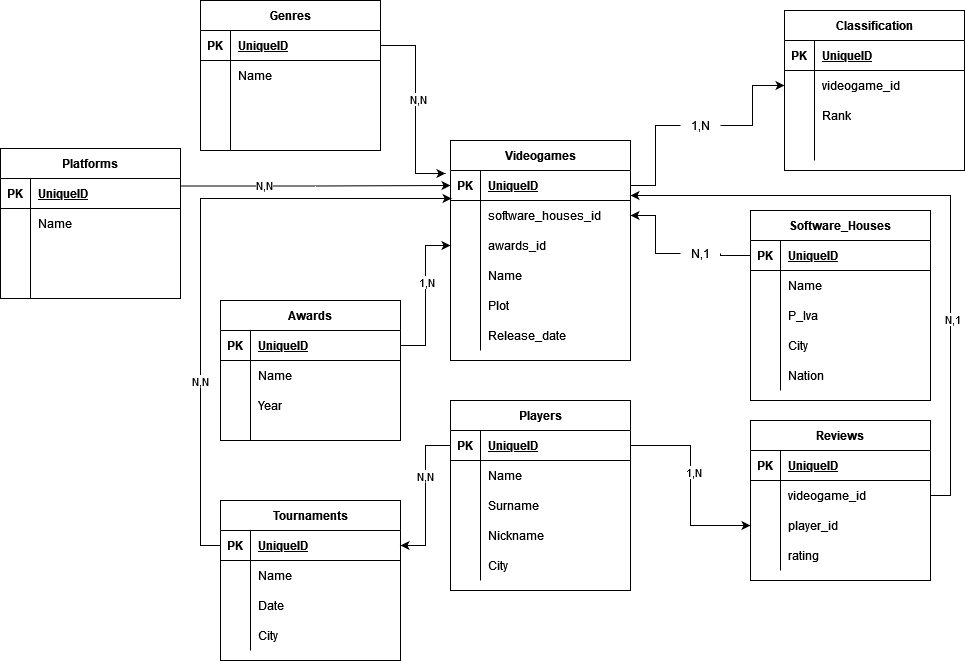 Genres
PK UniqueID
Name
N,N
Classification
PK UniqueID
videogame_id
Rank
1,N
Platforms
PK UniqueID
Name
N,N
Videogames
PK UniqueID
software_houses_id
awards_id
Name
Plot
Release_date
Software_Houses
PK UniqueID
Name
P_Iva
City
Nation
N,1
N,1
Awards
PK UniqueID
Name
Year
1,N
N,N
Players
PK UniqueID
Name
Surname
Nickname
City
N,N
1,N
Reviews
PK UniqueID
videogame_id
player_id
rating
Tournaments
PK UniqueID
Name
Date
City